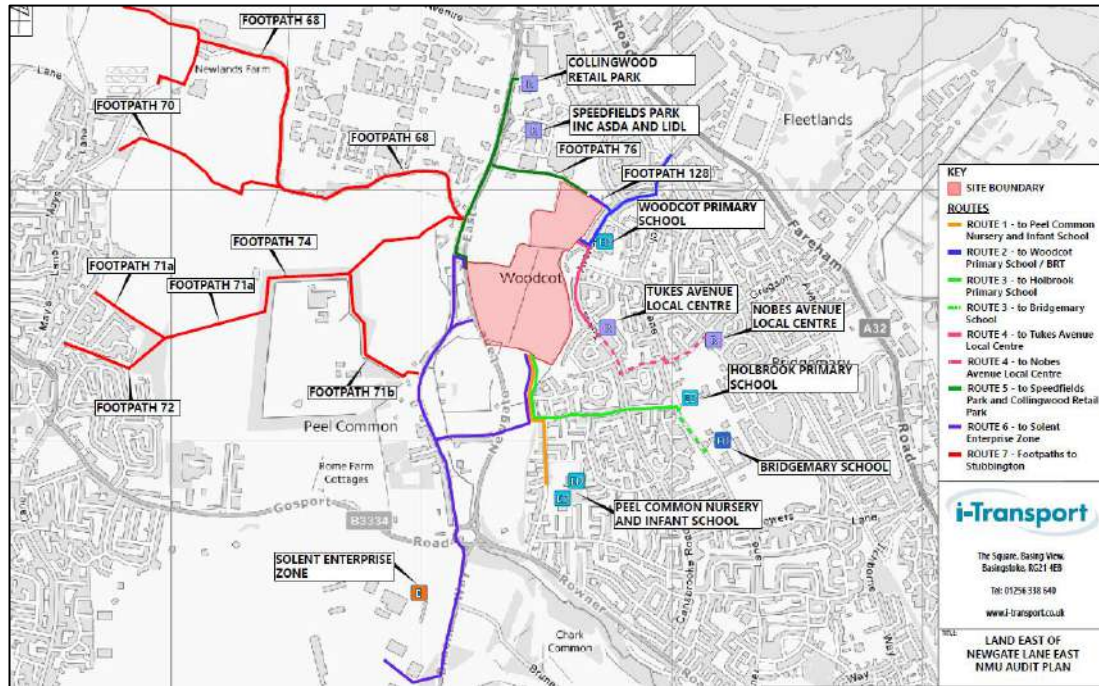 FOOTPATH 68
Newlands Farm
FOOTPATH 70
FOOTPATH 68
FOOTPATH 74
FOOTPATH 71a
FOOTPATH 71a
FOOTPATH 72
FOOTPATH 71b
Peel Common
Rome Farm
Cottages
Gosport
B3334
Road
SOLENT ENTERPRISE
ZONE
COLLINGWOOD
RETAIL PARK
SPEEDFIELDS PARK
INC ASDA AND LIDL
FOOTPATH 76
FOOTPATH 128
WOODCOT PRIMARY
SCHOOL
Woodcot
East
Fleetlands
Fareham
Road
A32
TUKES AVENUE
LOCAL CENTRE
NOBES AVENUE
LOCAL CENTRE
HOLBROOK PRIMARY
SCHOOL
BRIDGEMARY SCHOOL
PEEL COMMON NURSERY
AND INFANT SCHOOL
Rowner
Chark
Common
Lane
Way
KEY
SITE BOUNDARY
ROUTES
ROUTE 1 - to Peel Common
Nursery and Infant School
ROUTE 2 - to Woodcot
Primary School / BRT
ROUTE 3 - to Holbrook
Primary School
ROUTE 3 - to Bridgemary
School
ROUTE 4 - to Tukes Avenue
Local Centre
ROUTE 4 - to Nobes
Avenue Local Centre
ROUTE 5 - to Speedfields
Park and Collingwood Retail
Park
ROUTE 6 - to Solent
Enterprise Zone
ROUTE 7 - Footpaths to
Stubbington
i-Transport
The Square, Basing View,
Basingstoke, RG21 4EB
Tel: 01256 338 640
www.i-transport.co.uk
TITLE:
LAND EAST OF
NEWGATE LANE EAST
NMU AUDIT PLAN